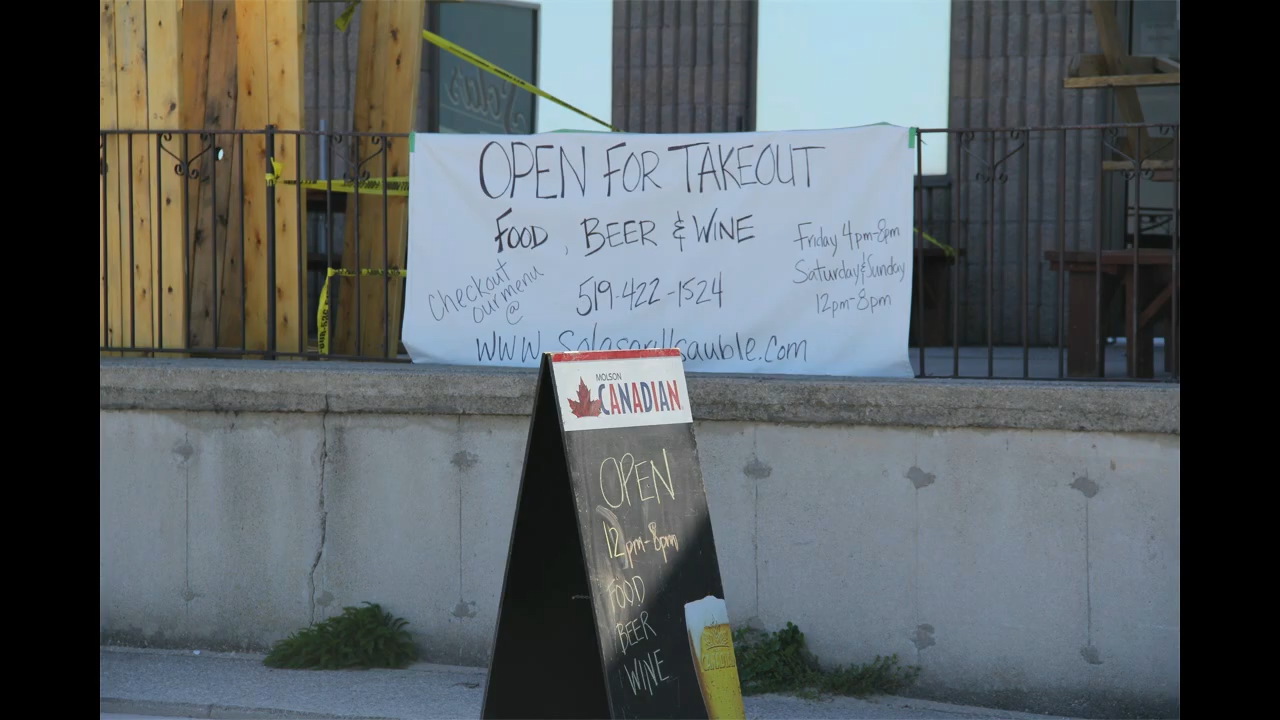 Solas
OPEN FOR TAKEOUT
FOOD, BEER & WINE
Friday 4pm-8pm
Saturday & Sunday
12pm-8pm
Checkout
our menu
@
519-422-1524
MOLSON
CANADIAN
OPEN
12pm-8pm
FOOD
BEER
WINE